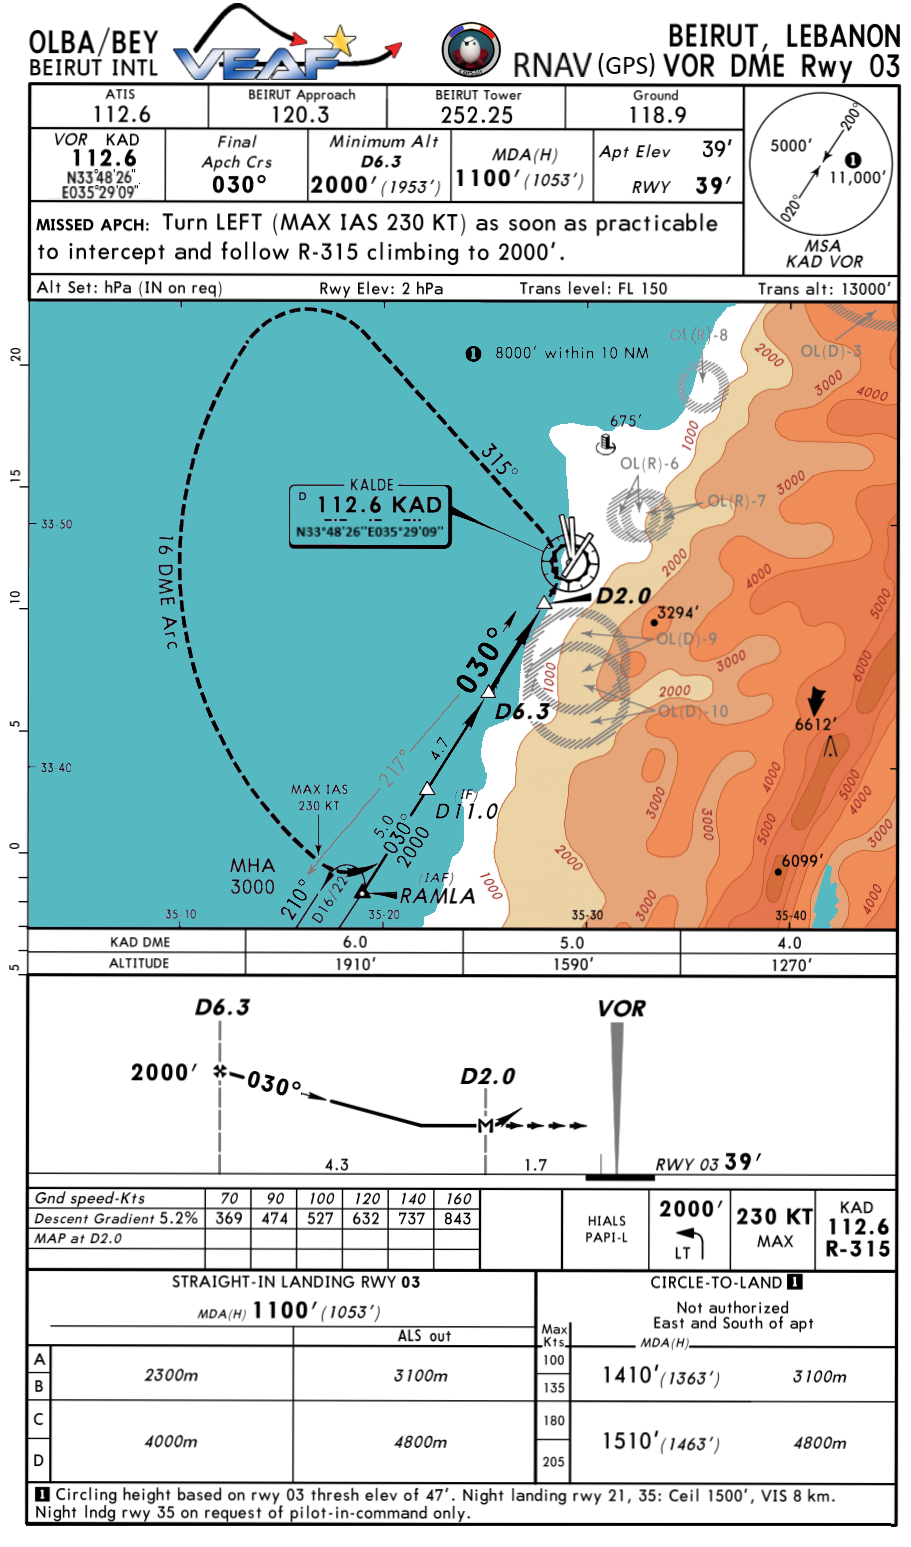 OLBA/BEY
BEIRUT INTL
VEAF
BEIRUT, LEBANON
RNAV (GPS) VOR DME Rwy 03
ATIS
112.6
BEIRUT Approach
120.3
BEIRUT Tower
252.25
Ground
118.9
VOR KAD
112.6
N33°48'26"
E035°29'09"
Final
Apch Crs
030°
Minimum Alt
D6.3
2000' (1953')
MDA(H)
1100' (1053')
Apt Elev 39'
RWY 39'
MISSED APCH: Turn LEFT (MAX IAS 230 KT) as soon as practicable
to intercept and follow R-315 climbing to 2000'.
200°
5000'
1
11,000'
020°
MSA
KAD VOR
Alt Set: hPa (IN on req)
Rwy Elev: 2 hPa
Trans level: FL 150
Trans alt: 13000'
1 8000' within 10 NM
OL(R)-8
OL(D)-3
2000
3000
4000
20
675'
1000
315°
OL(R)-6
OL(R)-7
3000
15
KALDE
D 112.6 KAD
N33°48'26"E035°29'09"
33-50
16 DME Arc
2000
4000
5000
10
D2.0
3294'
OL(D)-9
030°
1000
3000
6000
2000
D6.3
OL(D)-10
5
6612'
4.7
217°
33-40
4000
5000
4000
MAX IAS
230 KT
(IF)
D11.0
3000
3000
3000
5.0
030°
2000
0
2000
MHA
3000
6099'
(IAF)
RAMLA
1000
210°
D16/22
3000
4000
35-10
35-20
35-30
35-40
5
KAD DME
6.0
5.0
4.0
ALTITUDE
1910'
1590'
1270'
D6.3
VOR
2000'
030°
D2.0
M
4.3
1.7
RWY 03 39'
Gnd speed-Kts 70 90 100 120 140 160
Descent Gradient 5.2% 369 474 527 632 737 843
MAP at D2.0
HIALS
PAPI-L
2000'
LT
230 KT
MAX
KAD
112.6
R-315
STRAIGHT-IN LANDING RWY 03
MDA(H) 1100' (1053')
ALS out
CIRCLE-TO-LAND 1
Not authorized
East and South of apt
Max
Kts
MDA(H)
A
B
2300m
3100m
100
135
1410' (1363')
3100m
C
D
4000m
4800m
180
205
1510' (1463')
4800m
1 Circling height based on rwy 03 thresh elev of 47'. Night landing rwy 21, 35: Ceil 1500', VIS 8 km.
Night lndg rwy 35 on request of pilot-in-command only.